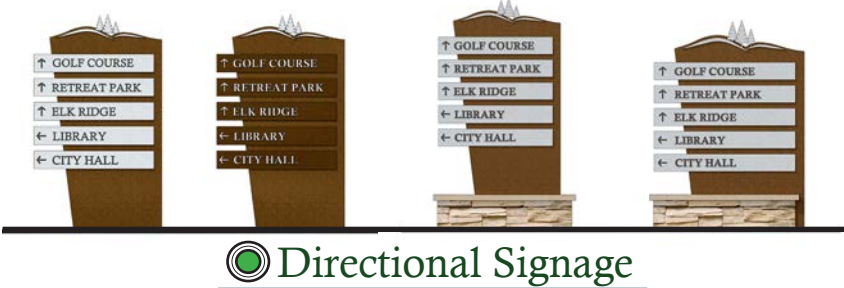 ↑ GOLF COURSE
↑ RETREAT PARK
↑ ELK RIDGE
← LIBRARY
← CITY HALL
↑ GOLF COURSE
↑ RETREAT PARK
↑ ELK RIDGE
← LIBRARY
← CITY HALL
↑ GOLF COURSE
↑ RETREAT PARK
↑ ELK RIDGE
← LIBRARY
← CITY HALL
↑ GOLF COURSE
↑ RETREAT PARK
↑ ELK RIDGE
← LIBRARY
← CITY HALL
Directional Signage